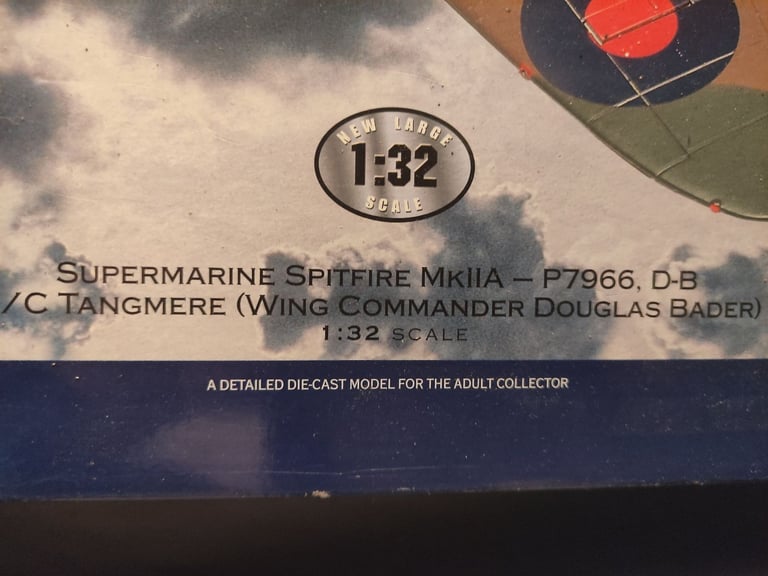 NEW LARGE
1:32
SCALE
SUPERMARINE SPITFIRE MKIIA – P7966, D-B
/C TANGMERE (WING COMMANDER DOUGLAS BADER)
1:32 SCALE
A DETAILED DIE-CAST MODEL FOR THE ADULT COLLECTOR